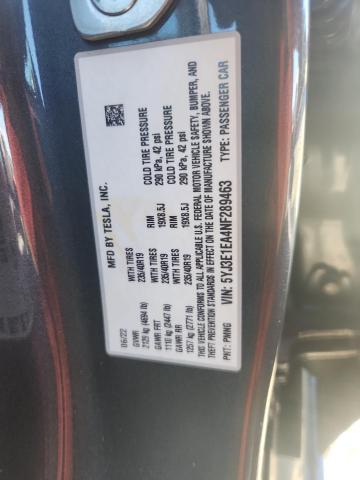 MFD BY TESLA, INC.
06/22
GVWR
2129 kg (4694 lb)
GAWR FRT WITH TIRES RIM COLD TIRE PRESSURE
1110 kg (2447 lb) 235/40R19 19X8.5J 290 kPa, 42 psi
GAWR RR WITH TIRES RIM COLD TIRE PRESSURE
1257 kg (2771 lb) 235/40R19 19X8.5J 290 kPa, 42 psi
THIS VEHICLE CONFORMS TO ALL APPLICABLE U.S. FEDERAL MOTOR VEHICLE SAFETY, BUMPER, AND
THEFT PREVENTION STANDARDS IN EFFECT ON THE DATE OF MANUFACTURE SHOWN ABOVE.
VIN: 5YJ3E1EA4NF289463 TYPE: PASSENGER CAR
PNT: PMNG